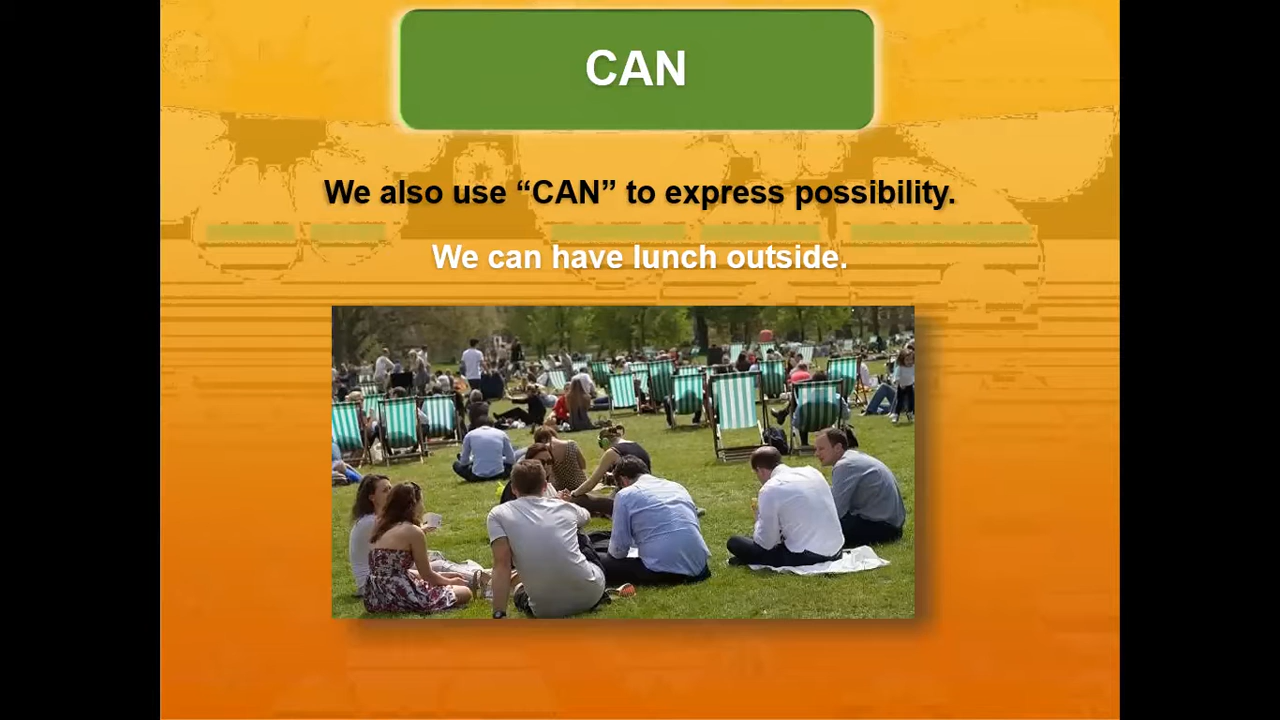 CAN
We also use “CAN” to express possibility.
We can have lunch outside.